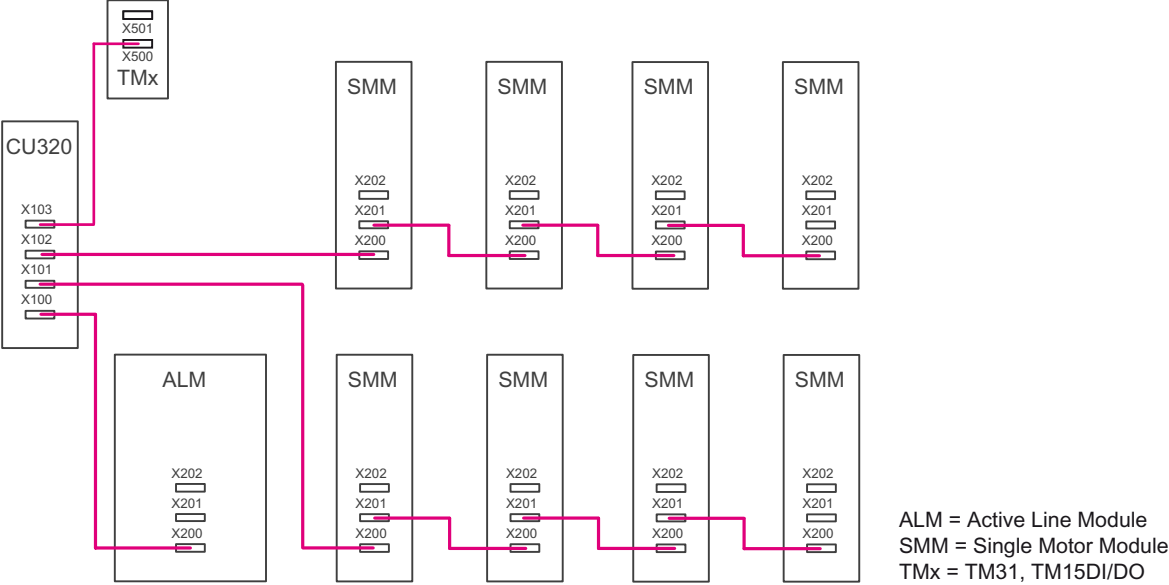 X501
X500
TMx
CU320
X103
X102
X101
X100
SMM
X202
X201
X200
SMM
X202
X201
X200
SMM
X202
X201
X200
SMM
X202
X201
X200
ALM
X202
X201
X200
SMM
X202
X201
X200
SMM
X202
X201
X200
SMM
X202
X201
X200
SMM
X202
X201
X200
ALM = Active Line Module
SMM = Single Motor Module
TMx = TM31, TM15DI/DO